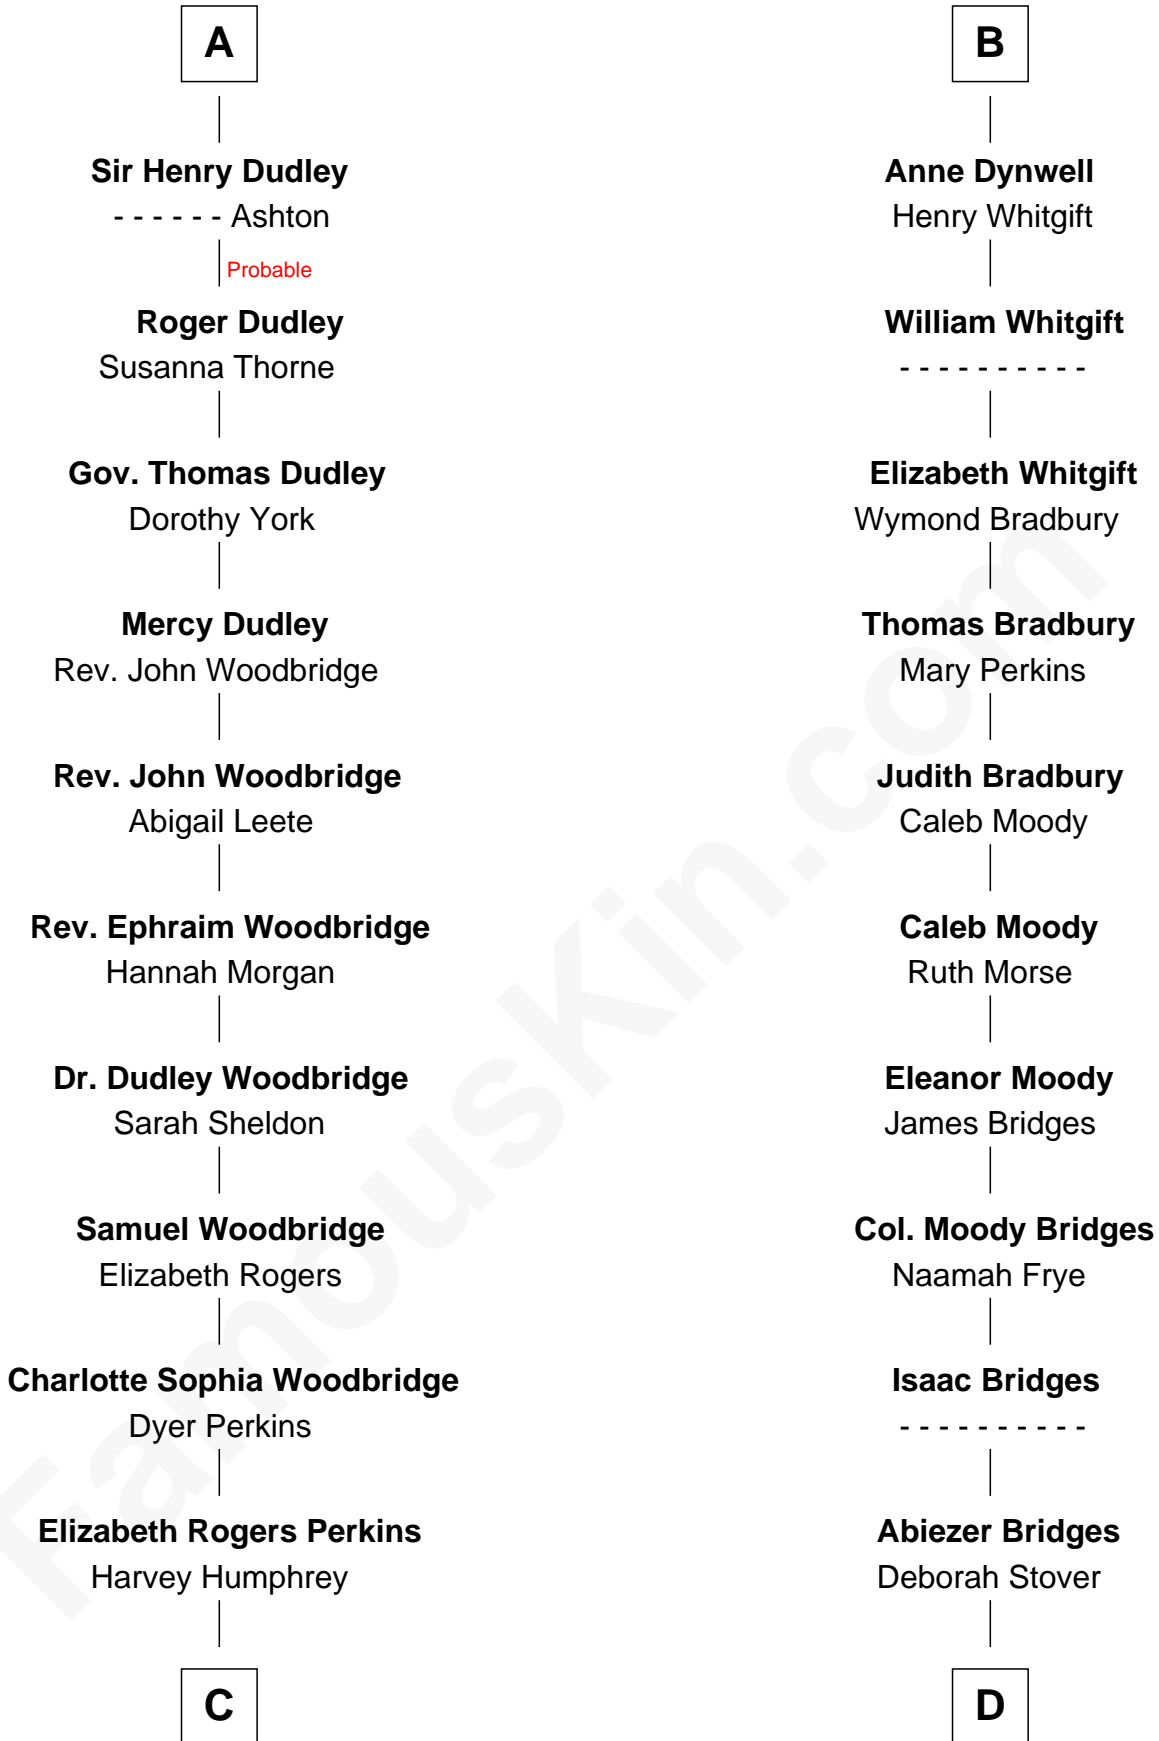 A
Sir Henry Dudley
- - - - - - Ashton
Probable
Roger Dudley
Susanna Thorne
Gov. Thomas Dudley
Dorothy York
Mercy Dudley
Rev. John Woodbridge
Rev. John Woodbridge
Abigail Leete
Rev. Ephraim Woodbridge
Hannah Morgan
Dr. Dudley Woodbridge
Sarah Sheldon
Samuel Woodbridge
Elizabeth Rogers
Charlotte Sophia Woodbridge
Dyer Perkins
Elizabeth Rogers Perkins
Harvey Humphrey
C
B
Anne Dynwell
Henry Whitgift
William Whitgift
- - - - - - - - - -
Elizabeth Whitgift
Wymond Bradbury
Thomas Bradbury
Mary Perkins
Judith Bradbury
Caleb Moody
Caleb Moody
Ruth Morse
Eleanor Moody
James Bridges
Col. Moody Bridges
Naamah Frye
Isaac Bridges
- - - - - - - - - -
Abiezer Bridges
Deborah Stover
D
FamousKin.com